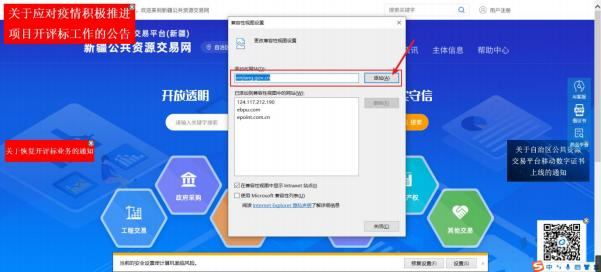 关于应对疫情积极推进
项目开评标工作的公告
欢迎来到新疆公共资源交易网
搜索关键字
用户注册
交易平台(新疆)
新疆公共资源交易网
主体信息
帮助中心
兼容性视图设置
更改兼容性视图设置
添加此网站(D):
xinjiang.gov.cn
添加(A)
已添加到兼容性视图中的网站(W):
124.117.212.190
ebpu.com
epoint.com.cn
删除(R)
开放透明
请输入关键字搜索
搜索
关于恢复开评标业务的通知
关于自治区公共资源
交易平台移动数字证书
上线的通知
政府采购
工程交易
产权
其他交易
在兼容性视图中显示 Intranet 站点(I)
使用 Microsoft 兼容性列表(U)
阅读 Internet Explorer 隐私声明了解详细信息
关闭(C)
当前的安全设置使计算机面临风险。
修复设置(F)
设置(S)
中